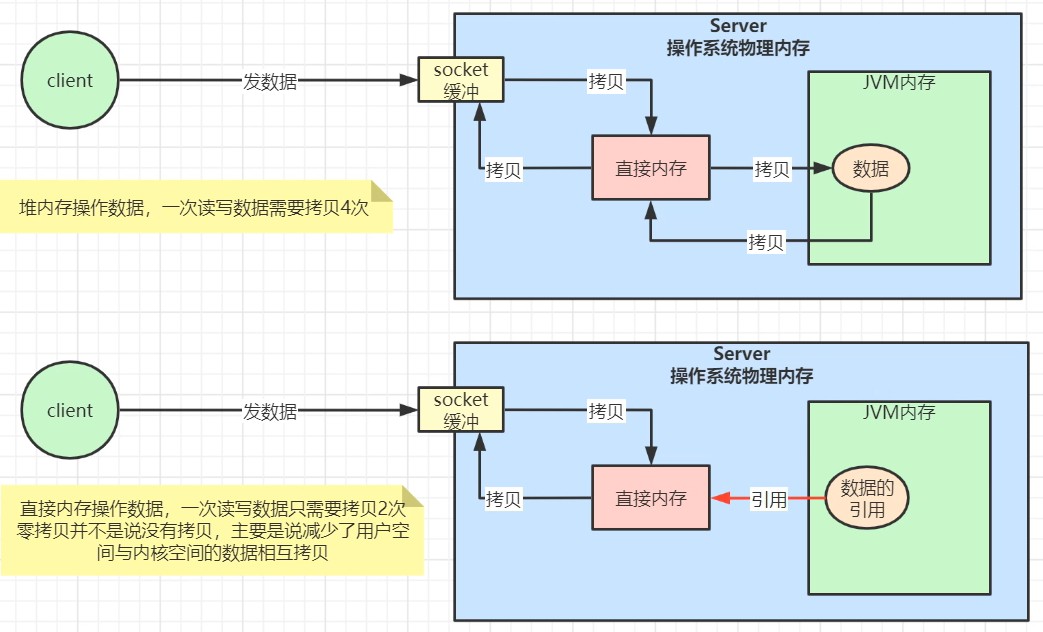 Server
操作系统物理内存
client
发数据
socket
缓冲
拷贝
JVM内存
拷贝
直接内存
拷贝
数据
堆内存操作数据，一次读写数据需要拷贝4次
拷贝
Server
操作系统物理内存
client
发数据
socket
缓冲
拷贝
JVM内存
拷贝
直接内存
引用
数据的
引用
直接内存操作数据，一次读写数据只需要拷贝2次
零拷贝并不是说没有拷贝，主要是说减少了用户空
间与内核空间的数据相互拷贝